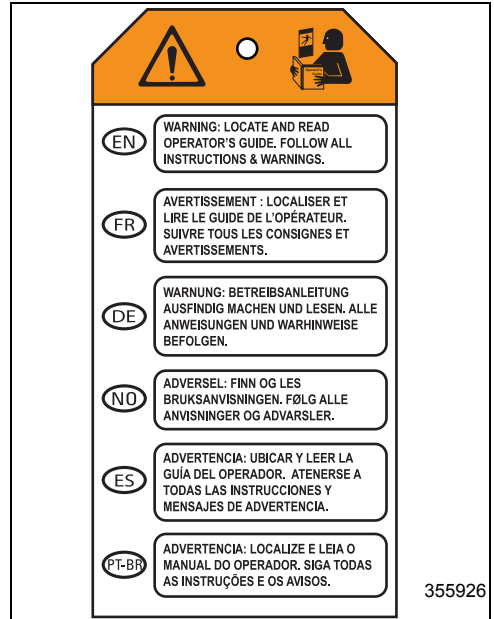 EN
WARNING: LOCATE AND READ
OPERATOR'S GUIDE. FOLLOW ALL
INSTRUCTIONS & WARNINGS.
FR
AVERTISSEMENT : LOCALISER ET
LIRE LE GUIDE DE L'OPÉRATEUR.
SUIVRE TOUS LES CONSIGNES ET
AVERTISSEMENTS.
DE
WARNUNG: BETREIBSANLEITUNG
AUSFINDIG MACHEN UND LESEN. ALLE
ANWEISUNGEN UND WARHINWEISE
BEFOLGEN.
NO
ADVERSEL: FINN OG LES
BRUKSANVISNINGEN. FØLG ALLE
ANVISNINGER OG ADVARSLER.
ES
ADVERTENCIA: UBICAR Y LEER LA
GUÍA DEL OPERADOR. ATENERSE A
TODAS LAS INSTRUCCIONES Y
MENSAJES DE ADVERTENCIA.
PT-BR
ADVERTENCIA: LOCALIZE E LEIA O
MANUAL DO OPERADOR. SIGA TODAS
AS INSTRUÇÕES E OS AVISOS.
355926